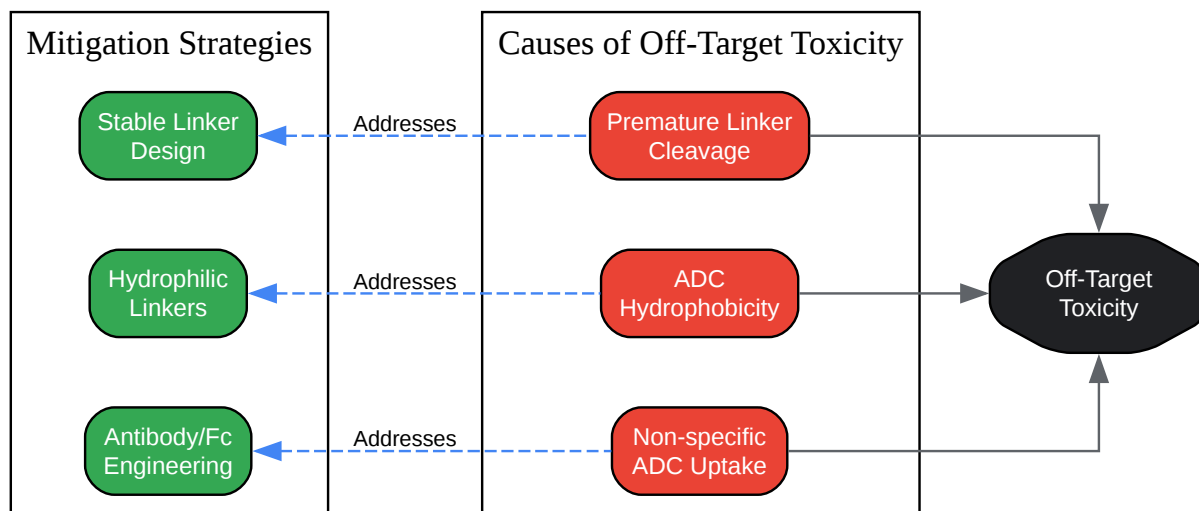 Mitigation Strategies
Causes of Off-Target Toxicity
Stable Linker
Design
Addresses
Premature Linker
Cleavage
Hydrophilic
Linkers
Addresses
ADC
Hydrophobicity
Off-Target
Toxicity
Antibody/Fc
Engineering
Addresses
Non-specific
ADC Uptake